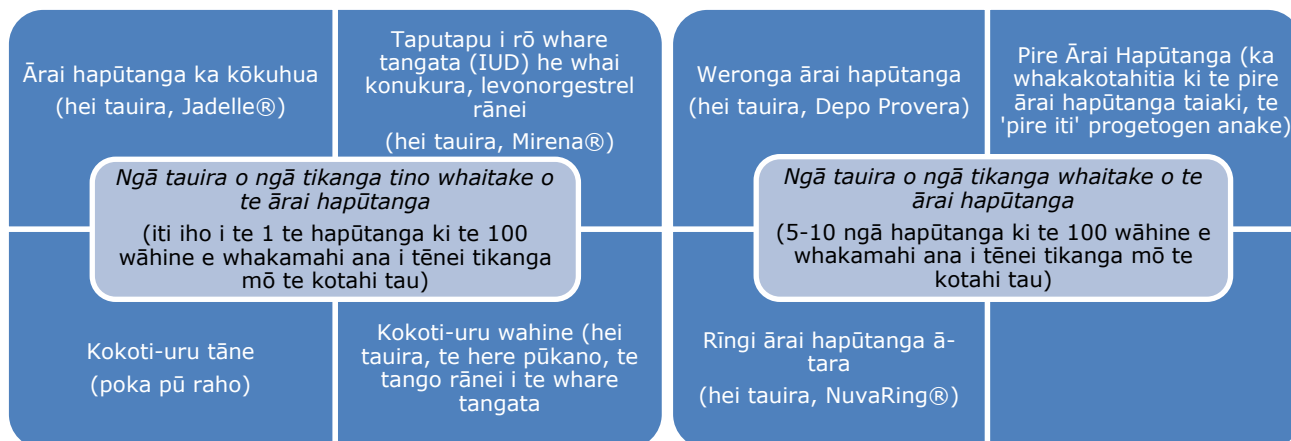 Ārai hapūtanga ka kōkuhua
(hei tauira, Jadelle®)
Taputapu i rō whare
tangata (IUD) he whai
konukura, levonorgestrel
rānei
(hei tauira, Mirena®)
Ngā tauira o ngā tikanga tino whaitake o
te ārai hapūtanga
(iti iho i te 1 te hapūtanga ki te 100
wāhine e whakamahi ana i tēnei tikanga
mō te kotahi tau)
Kokoti-uru tāne
(poka pū raho)
Kokoti-uru wahine (hei
tauira, te here pūkano, te
tango rānei i te whare
tangata
Weronga ārai hapūtanga
(hei tauira, Depo Provera)
Pire Ārai Hapūtanga (ka
whakakotahitia ki te pire
ārai hapūtanga taiaki, te
'pire iti' progetogen anake)
Ngā tauira o ngā tikanga whaitake o te
ārai hapūtanga
(5-10 ngā hapūtanga ki te 100 wāhine e
whakamahi ana i tēnei tikanga mō te
kotahi tau)
Rīngi ārai hapūtanga ā-
tara
(hei tauira, NuvaRing®)